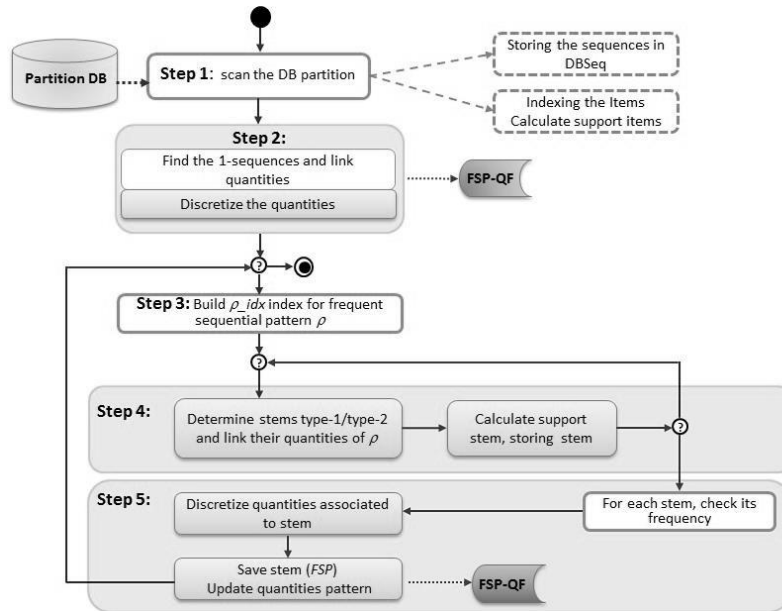 Partition DB
Step 1: scan the DB partition
Storing the sequences in
DBSeq
Indexing the Items
Calculate support items
Step 2:
Find the 1-sequences and link
quantities
Discretize the quantities
FSP-QF
?
Step 3: Build ρ_idx index for frequent
sequential pattern ρ
?
Step 4:
Determine stems type-1/type-2
and link their quantities of ρ
Calculate support
stem, storing stem
?
Step 5:
Discretize quantities associated
to stem
For each stem, check its
frequency
Save stem (FSP)
Update quantities pattern
FSP-QF